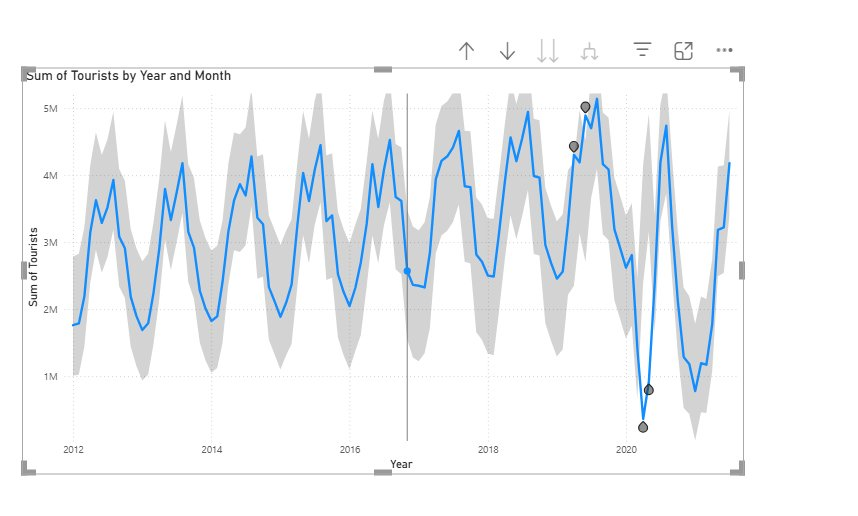 Sum of Tourists by Year and Month
5M
4M
3M
2M
1M
Sum of Tourists
2012 2014 2016 2018 2020
Year